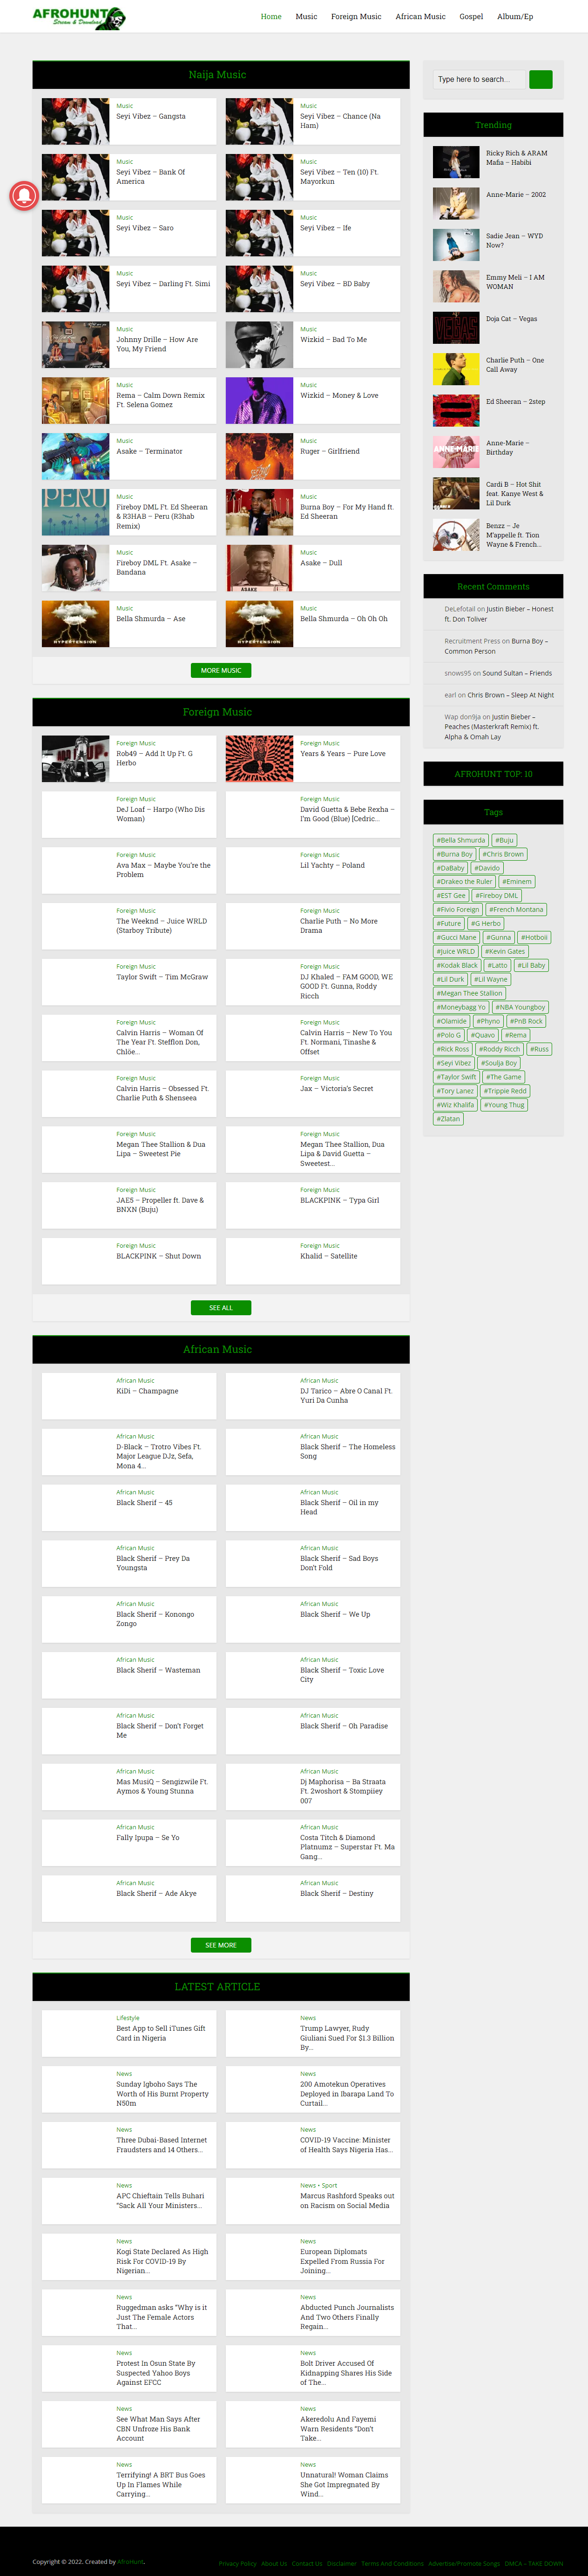 AFROHUNT
Stream & Download
Home
Music
Foreign Music
African Music
Gospel
Album/Ep
Naija Music
Music
Seyi Vibez – Gangsta
Music
Seyi Vibez – Chance (Na
Ham)
Music
Seyi Vibez – Bank Of
America
Music
Seyi Vibez – Ten (10) Ft.
Mayorkun
Music
Seyi Vibez – Saro
Music
Seyi Vibez – Ife
Music
Seyi Vibez – Darling Ft. Simi
Music
Seyi Vibez – BD Baby
Music
Johnny Drille – How Are
You, My Friend
Music
Wizkid – Bad To Me
Music
Rema – Calm Down Remix
Ft. Selena Gomez
Music
Wizkid – Money & Love
Music
Asake – Terminator
Music
Ruger – Girlfriend
PERU
Music
Fireboy DML Ft. Ed Sheeran
& R3HAB – Peru (R3hab
Remix)
Music
Burna Boy – For My Hand ft.
Ed Sheeran
Music
Fireboy DML Ft. Asake –
Bandana
ASAKE
Music
Asake – Dull
HYPERTENSION
Music
Bella Shmurda – Ase
HYPERTENSION
Music
Bella Shmurda – Oh Oh Oh
MORE MUSIC
Foreign Music
Foreign Music
Rob49 – Add It Up Ft. G
Herbo
Foreign Music
Years & Years – Pure Love
Foreign Music
DeJ Loaf – Harpo (Who Dis
Woman)
Foreign Music
David Guetta & Bebe Rexha –
I'm Good (Blue) [Cedric...
Foreign Music
Ava Max – Maybe You're the
Problem
Foreign Music
Lil Yachty – Poland
Foreign Music
The Weeknd – Juice WRLD
(Starboy Tribute)
Foreign Music
Charlie Puth – No More
Drama
Foreign Music
Taylor Swift – Tim McGraw
Foreign Music
DJ Khaled – FAM GOOD, WE
GOOD Ft. Gunna, Roddy
Ricch
Foreign Music
Calvin Harris – Woman Of
The Year Ft. Stefflon Don,
Chlöe...
Foreign Music
Calvin Harris – New To You
Ft. Normani, Tinashe &
Offset
Foreign Music
Calvin Harris – Obsessed Ft.
Charlie Puth & Shenseea
Foreign Music
Jax – Victoria's Secret
Foreign Music
Megan Thee Stallion & Dua
Lipa – Sweetest Pie
Foreign Music
Megan Thee Stallion, Dua
Lipa & David Guetta –
Sweetest...
Foreign Music
JAE5 – Propeller ft. Dave &
BNXN (Buju)
Foreign Music
BLACKPINK – Typa Girl
Foreign Music
BLACKPINK – Shut Down
Foreign Music
Khalid – Satellite
SEE ALL
African Music
African Music
KiDi – Champagne
African Music
DJ Tarico – Abre O Canal Ft.
Yuri Da Cunha
African Music
D-Black – Trotro Vibes Ft.
Major League DJz, Sefa,
Mona 4...
African Music
Black Sherif – The Homeless
Song
African Music
Black Sherif – 45
African Music
Black Sherif – Oil in my
Head
African Music
Black Sherif – Prey Da
Youngsta
African Music
Black Sherif – Sad Boys
Don't Fold
African Music
Black Sherif – Konongo
Zongo
African Music
Black Sherif – We Up
African Music
Black Sherif – Wasteman
African Music
Black Sherif – Toxic Love
City
African Music
Black Sherif – Don't Forget
Me
African Music
Black Sherif – Oh Paradise
African Music
Mas MusiQ – Sengizwile Ft.
Aymos & Young Stunna
African Music
Dj Maphorisa – Ba Straata
Ft. 2woshort & Stompiiey
007
African Music
Fally Ipupa – Se Yo
African Music
Costa Titch & Diamond
Platnumz – Superstar Ft. Ma
Gang...
African Music
Black Sherif – Ade Akye
African Music
Black Sherif – Destiny
SEE MORE
LATEST ARTICLE
Lifestyle
Best App to Sell iTunes Gift
Card in Nigeria
News
Trump Lawyer, Rudy
Giuliani Sued For $1.3 Billion
By...
News
Sunday Igboho Says The
Worth of His Burnt Property
N50m
News
200 Amotekun Operatives
Deployed in Ibarapa Land To
Curtail...
News
Three Dubai-Based Internet
Fraudsters and 14 Others...
News
COVID-19 Vaccine: Minister
of Health Says Nigeria Has...
News
APC Chieftain Tells Buhari
"Sack All Your Ministers...
News • Sport
Marcus Rashford Speaks out
on Racism on Social Media
News
Kogi State Declared As High
Risk For COVID-19 By
Nigerian...
News
European Diplomats
Expelled From Russia For
Joining...
News
Ruggedman asks "Why is it
Just The Female Actors
That...
News
Abducted Punch Journalists
And Two Others Finally
Regain...
News
Protest In Osun State By
Suspected Yahoo Boys
Against EFCC
News
Bolt Driver Accused Of
Kidnapping Shares His Side
of The...
News
See What Man Says After
CBN Unfroze His Bank
Account
News
Akeredolu And Fayemi
Warn Residents "Don't
Take...
News
Terrifying! A BRT Bus Goes
Up In Flames While
Carrying...
News
Unnatural! Woman Claims
She Got Impregnated By
Wind...
Type here to search...
Trending
Ricky Rich & ARAM
Mafia – Habibi
Anne-Marie – 2002
Sadie Jean – WYD
Now?
Emmy Meli – I AM
WOMAN
VEGAS
Doja Cat – Vegas
Charlie Puth – One
Call Away
Ed Sheeran – 2step
ANNE-MARIE
Anne-Marie –
Birthday
Cardi B – Hot Shit
feat. Kanye West &
Lil Durk
Benzz – Je
M'appelle ft. Tion
Wayne & French...
Recent Comments
DeLefotail on Justin Bieber – Honest
ft. Don Toliver
Recruitment Press on Burna Boy –
Common Person
snows95 on Sound Sultan – Friends
earl on Chris Brown – Sleep At Night
Wap don9ja on Justin Bieber –
Peaches (Masterkraft Remix) ft.
Alpha & Omah Lay
AFROHUNT TOP: 10
Tags
#Bella Shmurda #Buju
#Burna Boy #Chris Brown
#DaBaby #Davido
#Drakeo the Ruler #Eminem
#EST Gee #Fireboy DML
#Fivio Foreign #French Montana
#Future #G Herbo
#Gucci Mane #Gunna #Hotboii
#Juice WRLD #Kevin Gates
#Kodak Black #Latto #Lil Baby
#Lil Durk #Lil Wayne
#Megan Thee Stallion
#Moneybagg Yo #NBA Youngboy
#Olamide #Phyno #PnB Rock
#Polo G #Quavo #Rema
#Rick Ross #Roddy Ricch #Russ
#Seyi Vibez #Soulja Boy
#Taylor Swift #The Game
#Tory Lanez #Trippie Redd
#Wiz Khalifa #Young Thug
#Zlatan
Copyright © 2022. Created by AfroHunt.
Privacy Policy About Us Contact Us Disclaimer Terms And Conditions Advertise/Promote Songs DMCA – TAKE DOWN